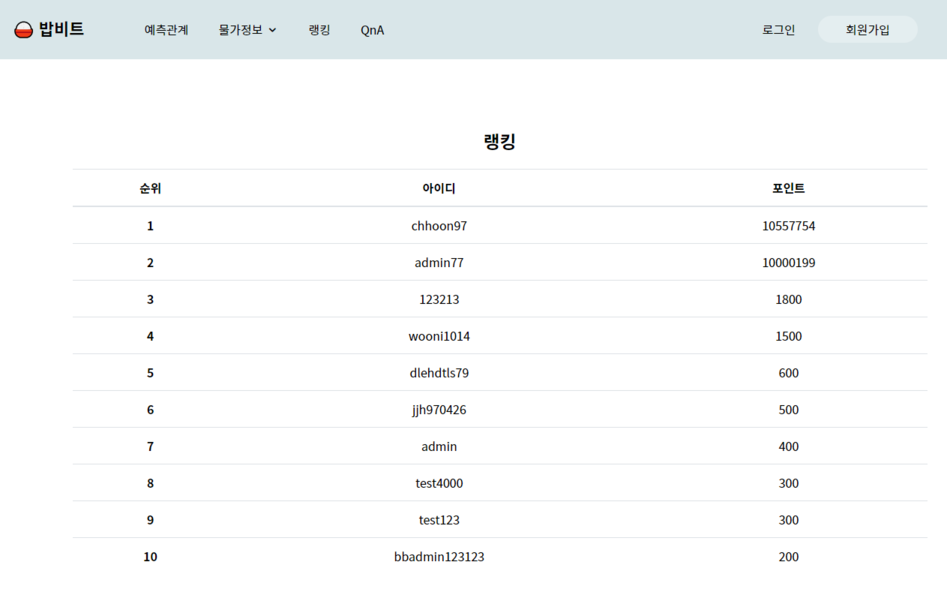 밥비트 예측관계 물가정보 랭킹 QnA 로그인 회원가입
랭킹
순위 아이디 포인트
1 chhoon97 10557754
2 admin77 10000199
3 123213 1800
4 wooni1014 1500
5 dlehdtls79 600
6 jjh970426 500
7 admin 400
8 test4000 300
9 test123 300
10 bbadmin123123 200